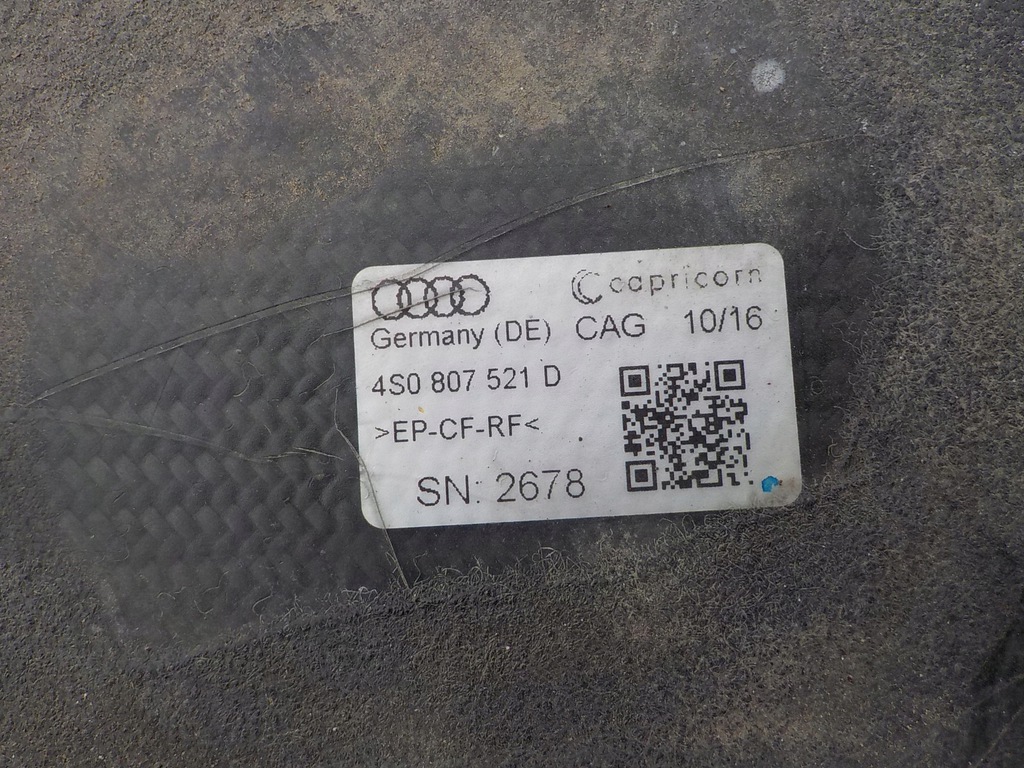 capricorn
Germany (DE) CAG 10/16
4S0 807 521 D
>EP-CF-RF<
SN: 2678